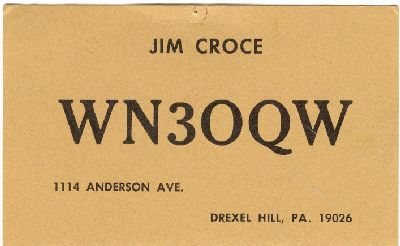 JIM CROCE
WN3OQW
1114 ANDERSON AVE.
DREXEL HILL, PA. 19026